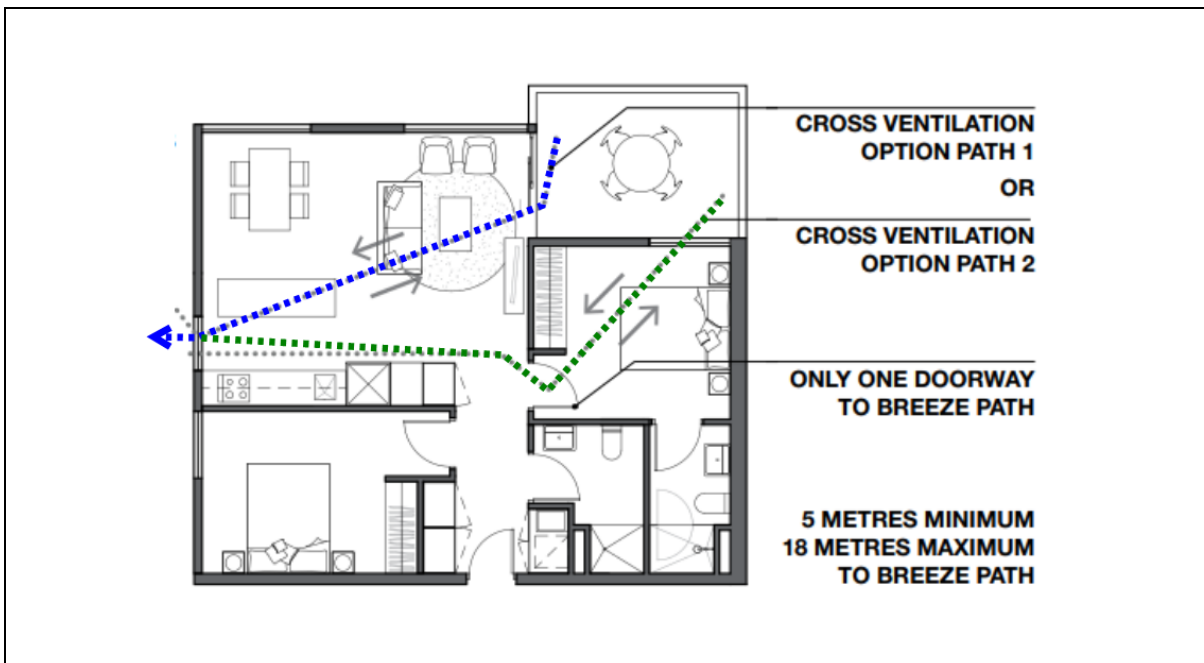 CROSS VENTILATION
OPTION PATH 1
OR
CROSS VENTILATION
OPTION PATH 2
ONLY ONE DOORWAY
TO BREEZE PATH
5 METRES MINIMUM
18 METRES MAXIMUM
TO BREEZE PATH